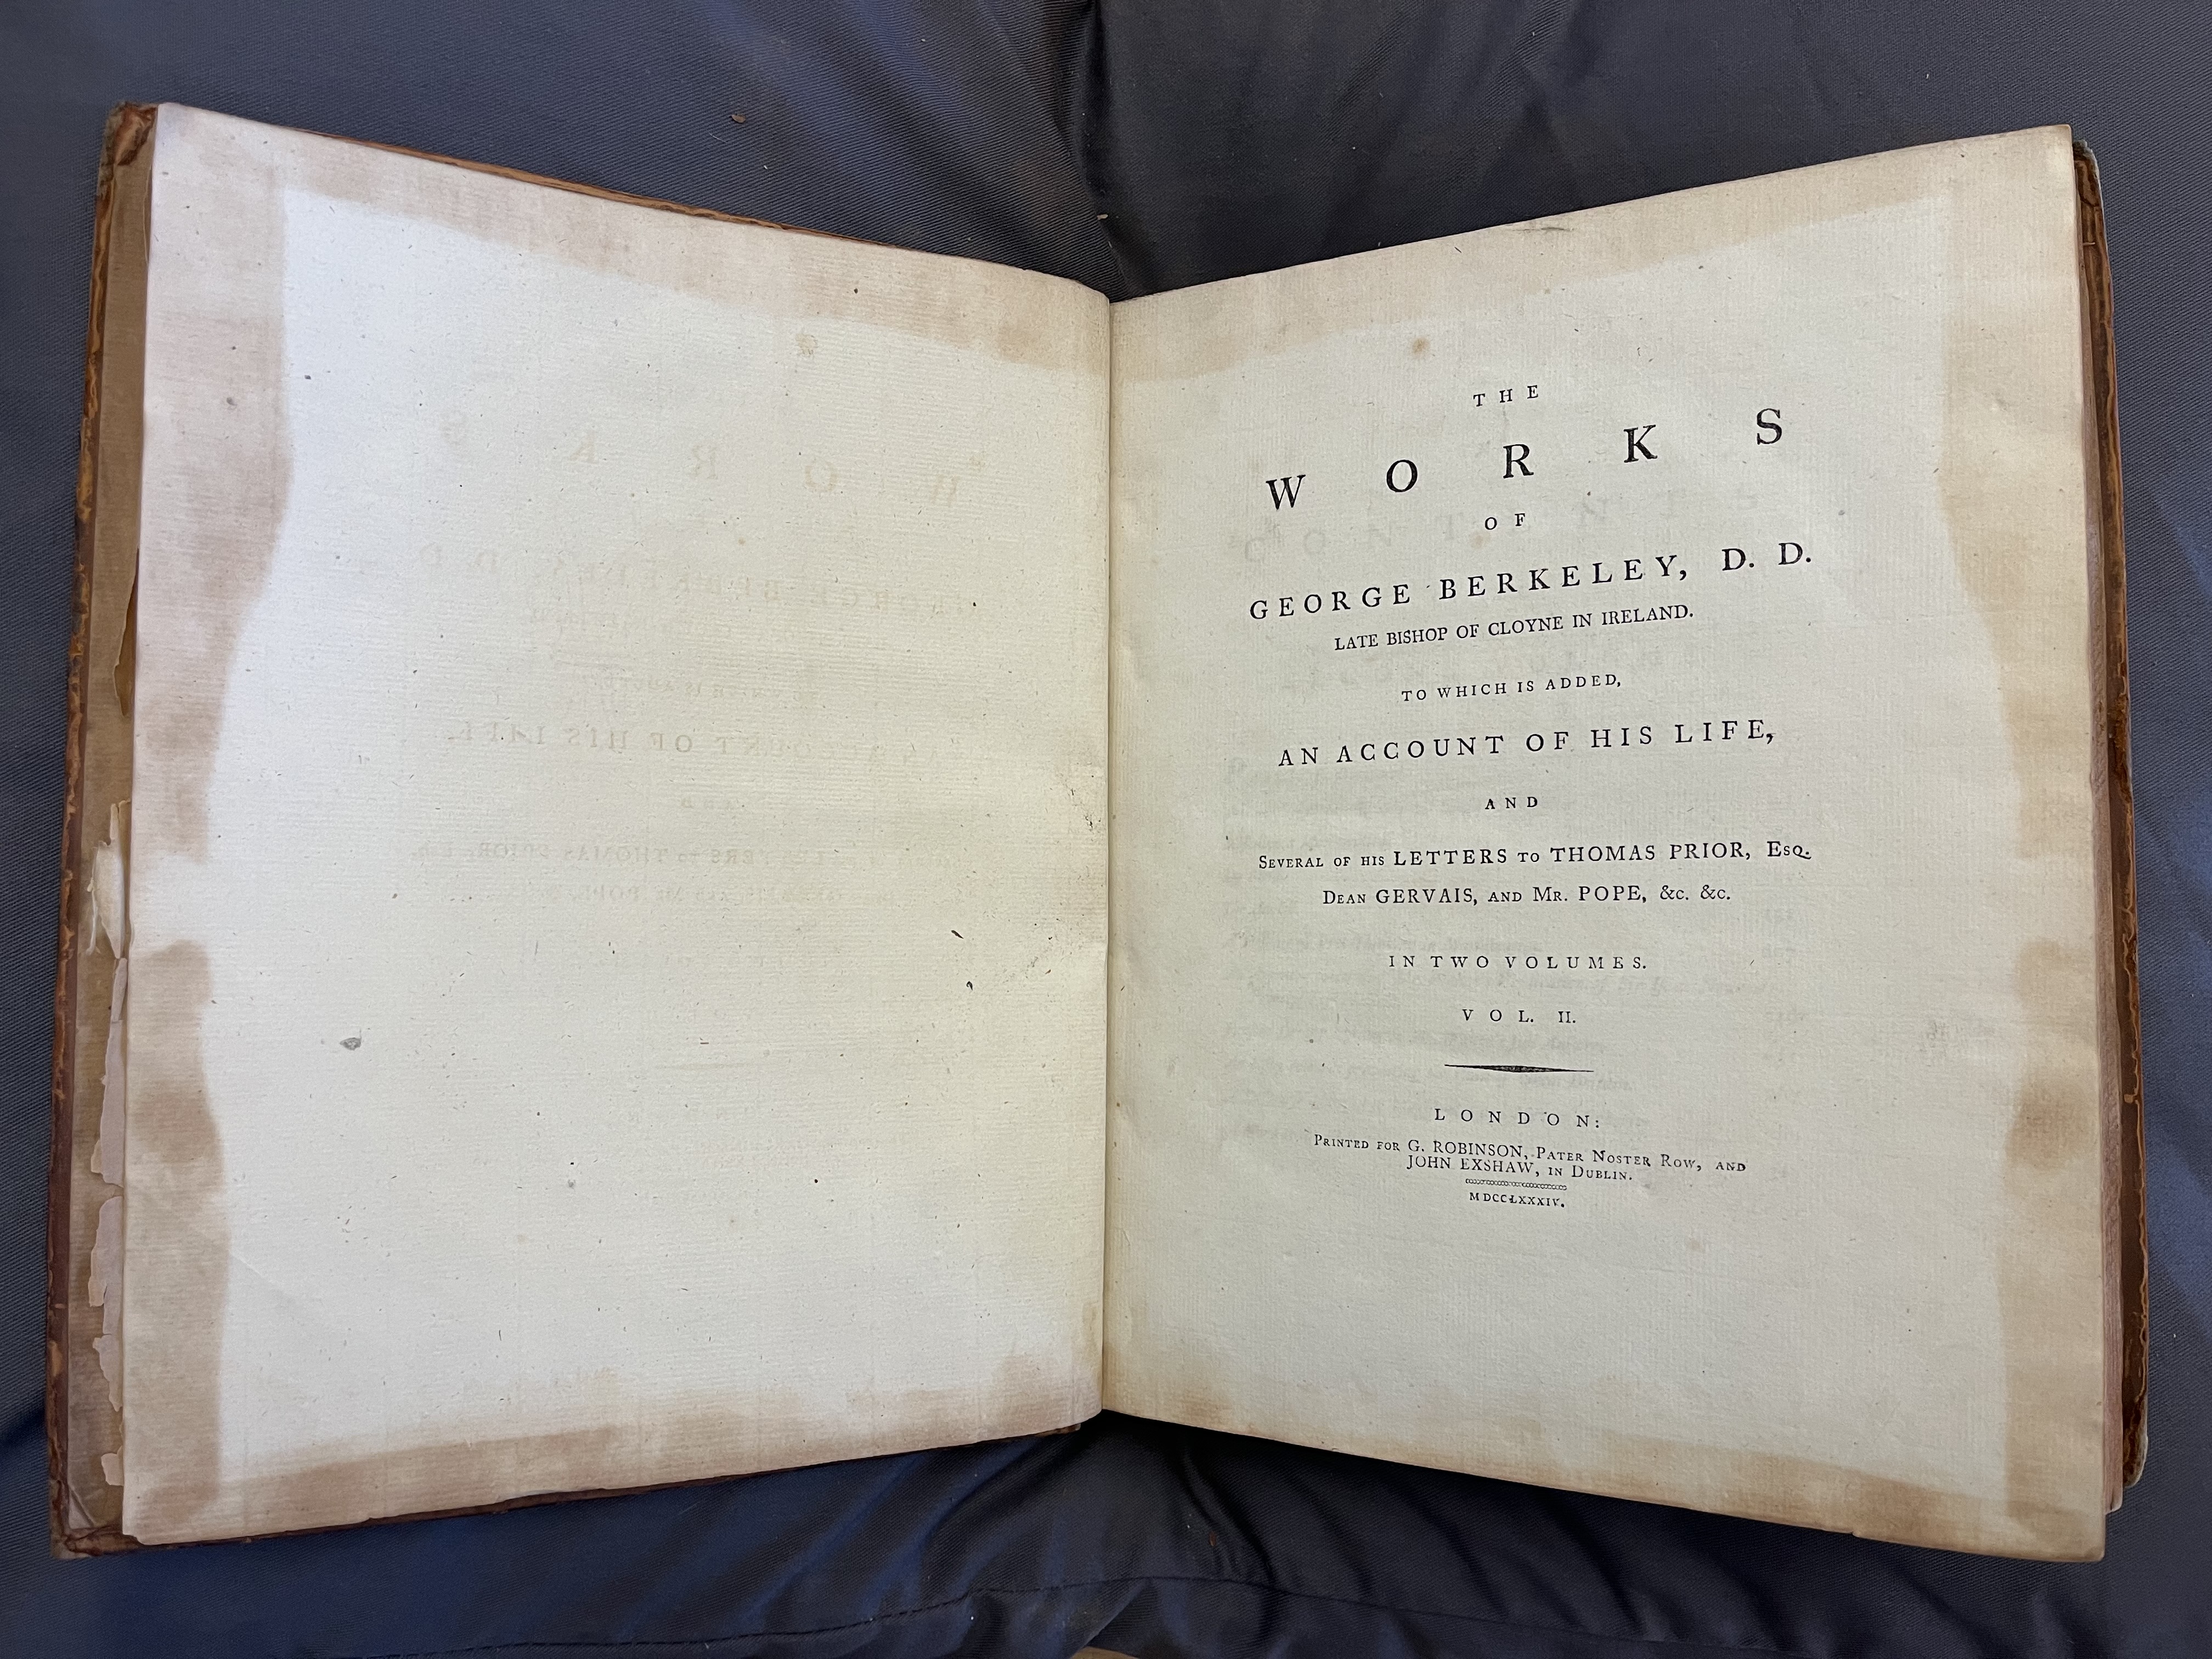 THE
WORKS
OF
GEORGE BERKELEY, D. D.
LATE BISHOP OF CLOYNE IN IRELAND.
TO WHICH IS ADDED,
AN ACCOUNT OF HIS LIFE,
AND
SEVERAL OF HIS LETTERS TO THOMAS PRIOR, ESQ.
DEAN GERVAIS, AND MR. POPE, &c. &c.
IN TWO VOLUMES.
VOL. II.
LONDON:
PRINTED FOR G. ROBINSON, PATER NOSTER ROW, AND
JOHN EXSHAW, IN DUBLIN.
MDCCLXXXIV.